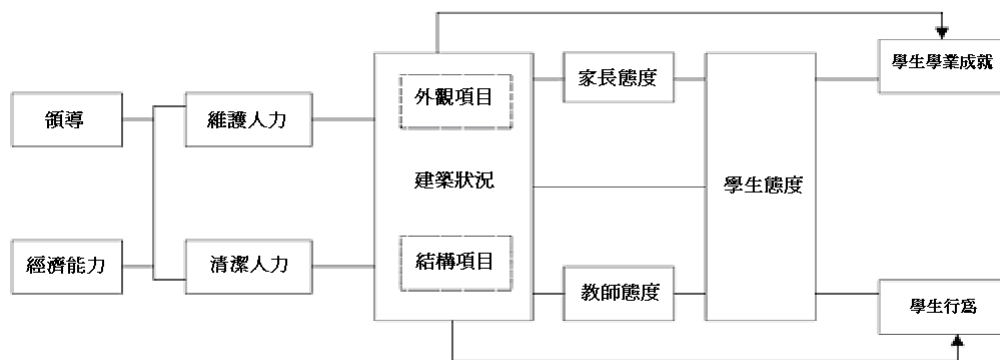 領導
經濟能力
維護人力
清潔人力
外觀項目
建築狀況
結構項目
家長態度
教師態度
學生態度
學生學業成就
學生行為